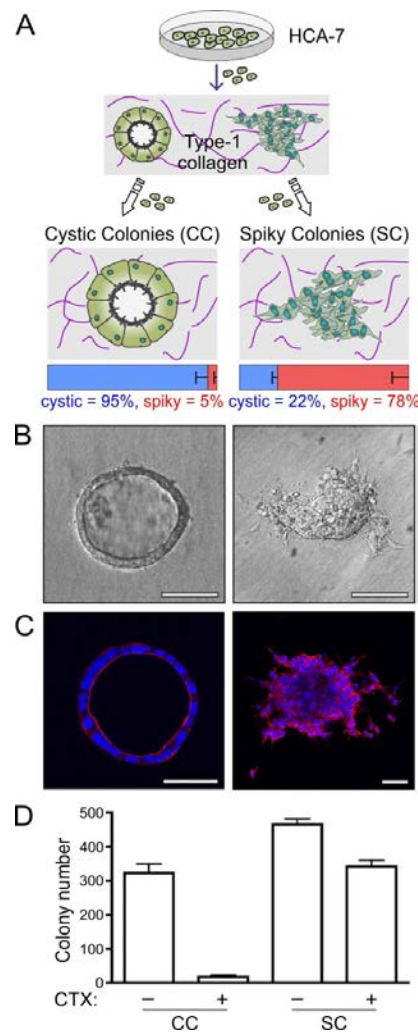 A
HCA-7
Type-1
collagen
Cystic Colonies (CC) Spiky Colonies (SC)
cystic = 95%, spiky = 5% cystic = 22%, spiky = 78%
B
C
D
Colony number
500
400
300
200
100
0
CTX: – + – +
CC SC